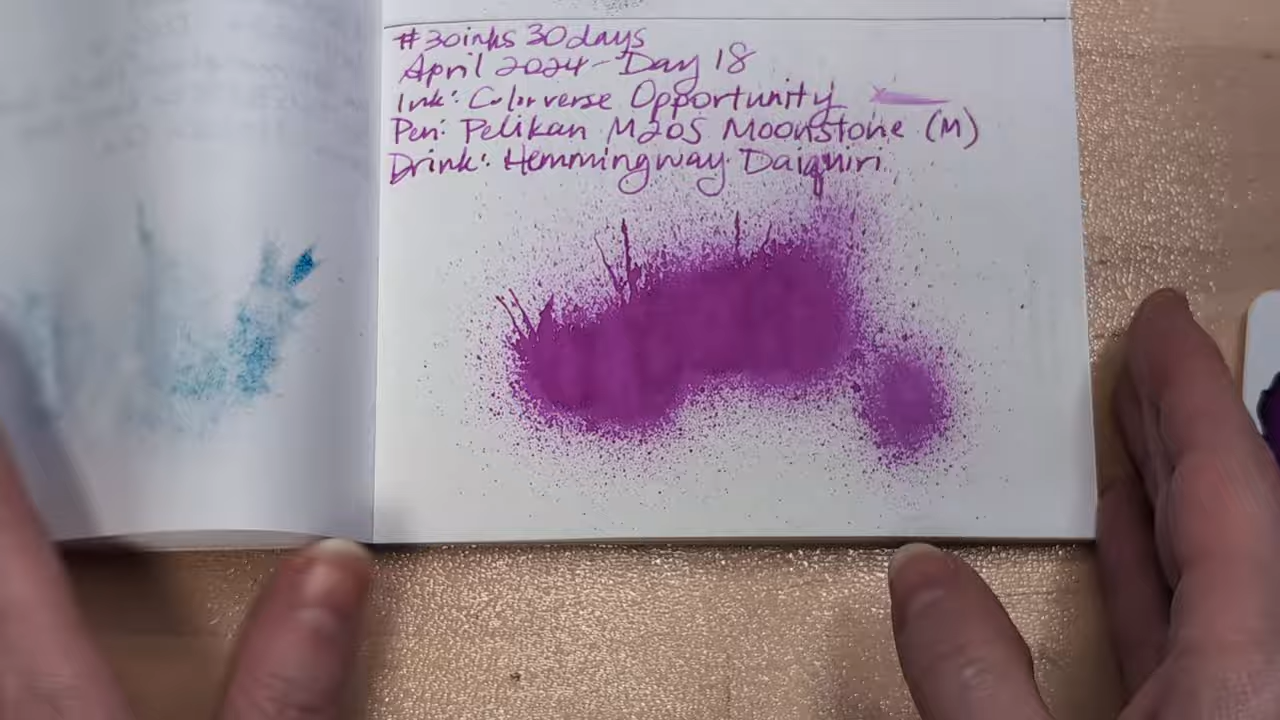 #30inks 30days
April 2024 - Day 18
Ink: Colorverse Opportunity
Pen: Pelikan M205 Moonstone (M)
Drink: Hemmingway Daiquiri